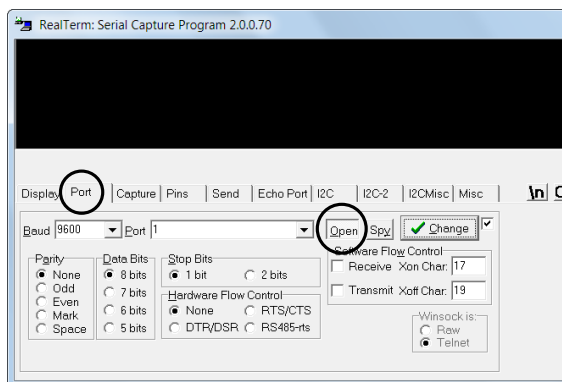 RealTerm: Serial Capture Program 2.0.0.70
Display Port Capture Pins Send Echo Port I2C I2C-2 I2CMisc Misc \n
Baud 9600 Port 1 Open Spy Change
Parity Data Bits Stop Bits Software Flow Control
None 8 bits 1 bit 2 bits Receive Xon Char: 17
Odd 7 bits Hardware Flow Control Transmit Xoff Char: 19
Even 6 bits None RTS/CTS Winsock is:
Mark 5 bits DTR/DSR RS485-rts Raw
Space Telnet